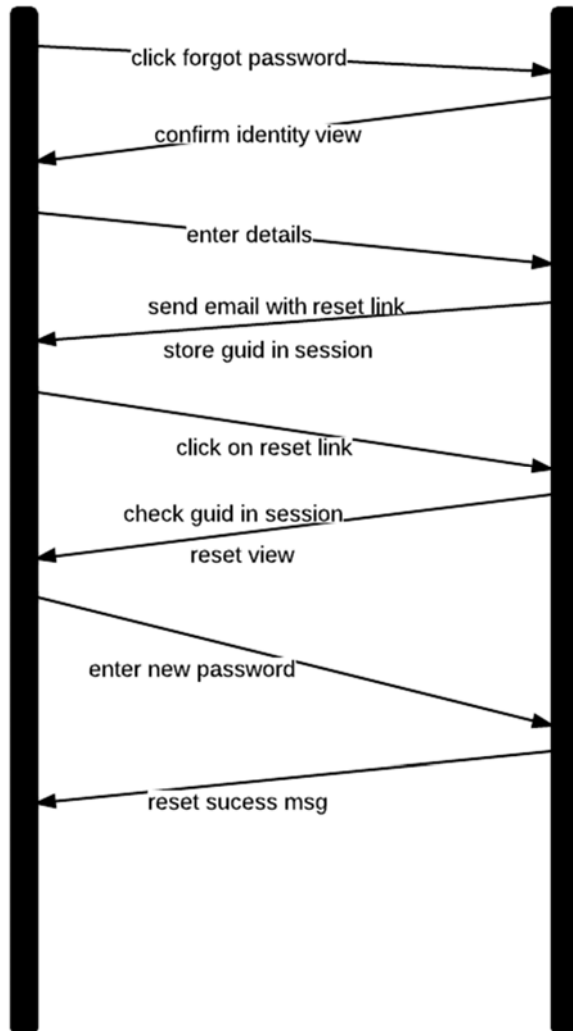 click forgot password
confirm identity view
enter details
send email with reset link
store guid in session
click on reset link
check guid in session
reset view
enter new password
reset sucess msg